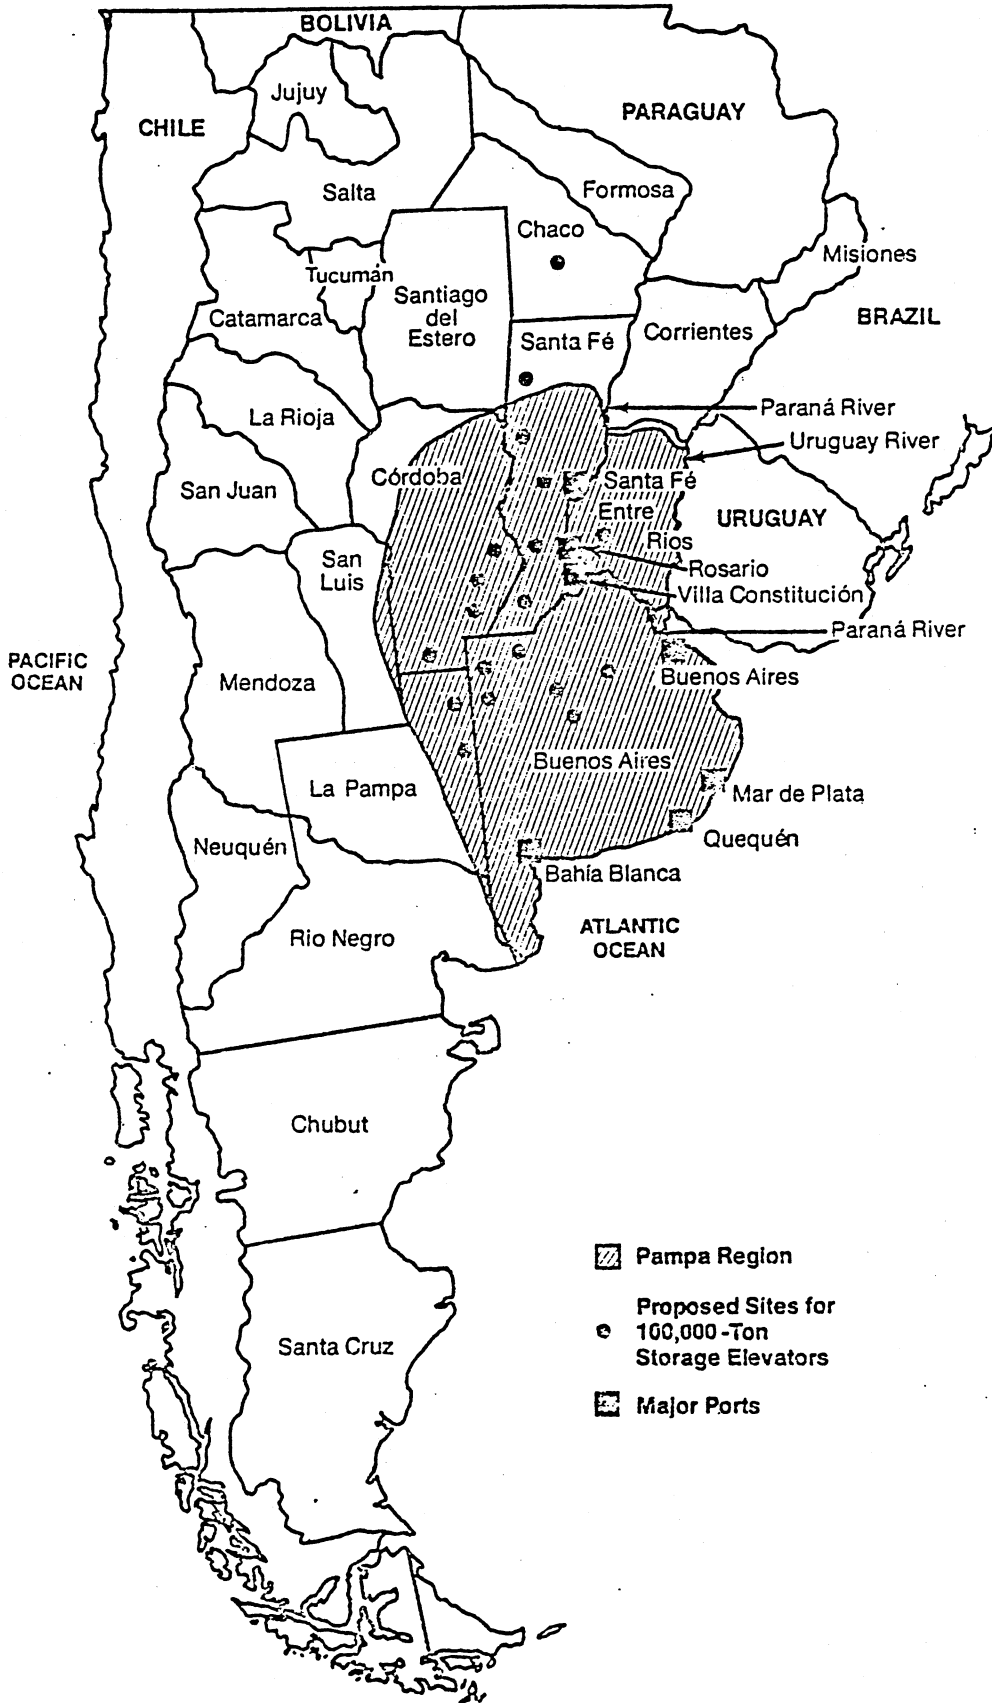 BOLIVIA
Jujuy
PARAGUAY
CHILE
Salta
Formosa
Chaco
Misiones
Tucumán
Santiago
del
Estero
Catamarca
BRAZIL
Santa Fé
Corrientes
Paraná River
La Rioja
Uruguay River
Córdoba
Santa Fé
San Juan
Entre
Rios
URUGUAY
San
Luis
Rosario
Villa Constitución
Paraná River
PACIFIC
OCEAN
Mendoza
Buenos Aires
Buenos Aires
La Pampa
Mar de Plata
Neuquén
Quequén
Bahía Blanca
Rio Negro
ATLANTIC
OCEAN
Chubut
Pampa Region
Proposed Sites for
100,000-Ton
Storage Elevators
Santa Cruz
Major Ports